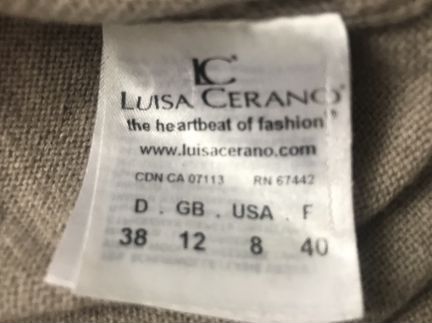 LC
LUISA CERANO
the heartbeat of fashion
www.luisacerano.com
CDN CA 07113 RN 67442
D . GB . USA . F
38 12 8 40